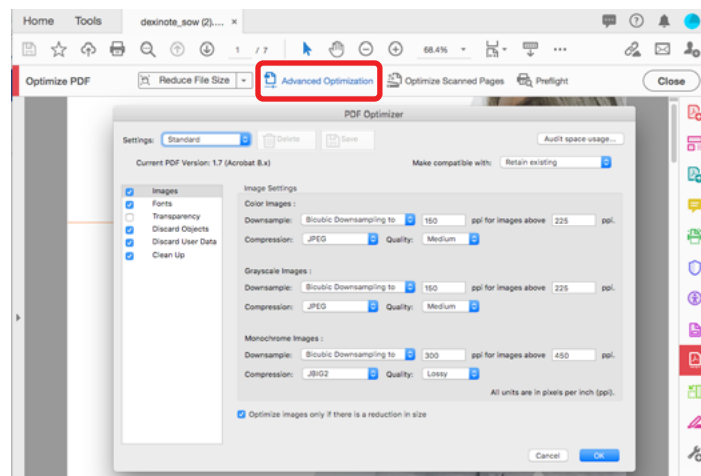 Home Tools dexinote_sow (2).... ×
1 / 7 68.4%
Optimize PDF Reduce File Size Advanced Optimization Optimize Scanned Pages Preflight Close
PDF Optimizer
Settings: Standard Delete Save Audit space usage...
Current PDF Version: 1.7 (Acrobat 8.x) Make compatible with: Retain existing
Images
Fonts
Transparency
Discard Objects
Discard User Data
Clean Up
Image Settings
Color Images :
Downsample: Bicubic Downsampling to 150 ppi for images above 225 ppi.
Compression: JPEG Quality: Medium
Grayscale Images :
Downsample: Bicubic Downsampling to 150 ppi for images above 225 ppi.
Compression: JPEG Quality: Medium
Monochrome Images :
Downsample: Bicubic Downsampling to 300 ppi for images above 450 ppi.
Compression: JBIG2 Quality: Lossy
All units are in pixels per inch (ppi).
Optimize images only if there is a reduction in size
Cancel OK